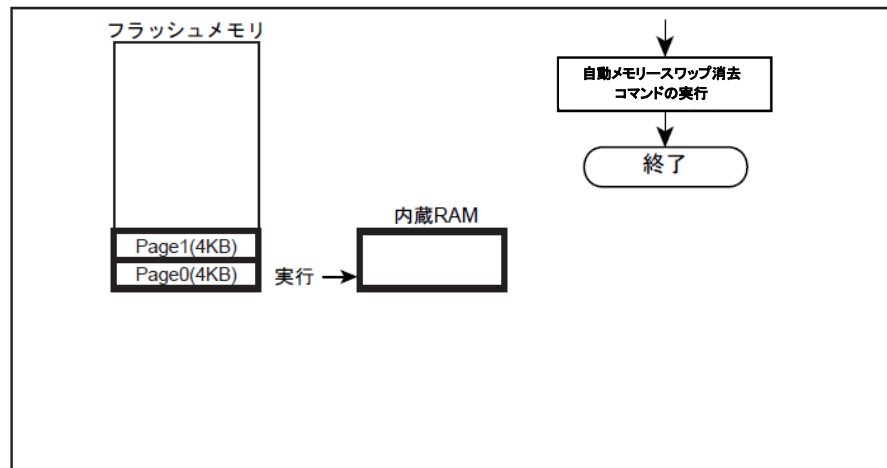 フラッシュメモリ
自動メモリースワップ消去
コマンドの実行
終了
内蔵RAM
Page1(4KB)
Page0(4KB)
実行